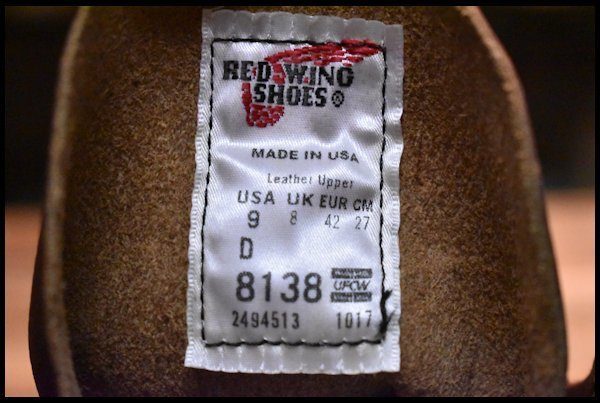 RED WING
SHOES®
MADE IN USA
Leather Upper
USA UK EUR CM
9 8 42 27
D
8138 UFCW
2494513 1017